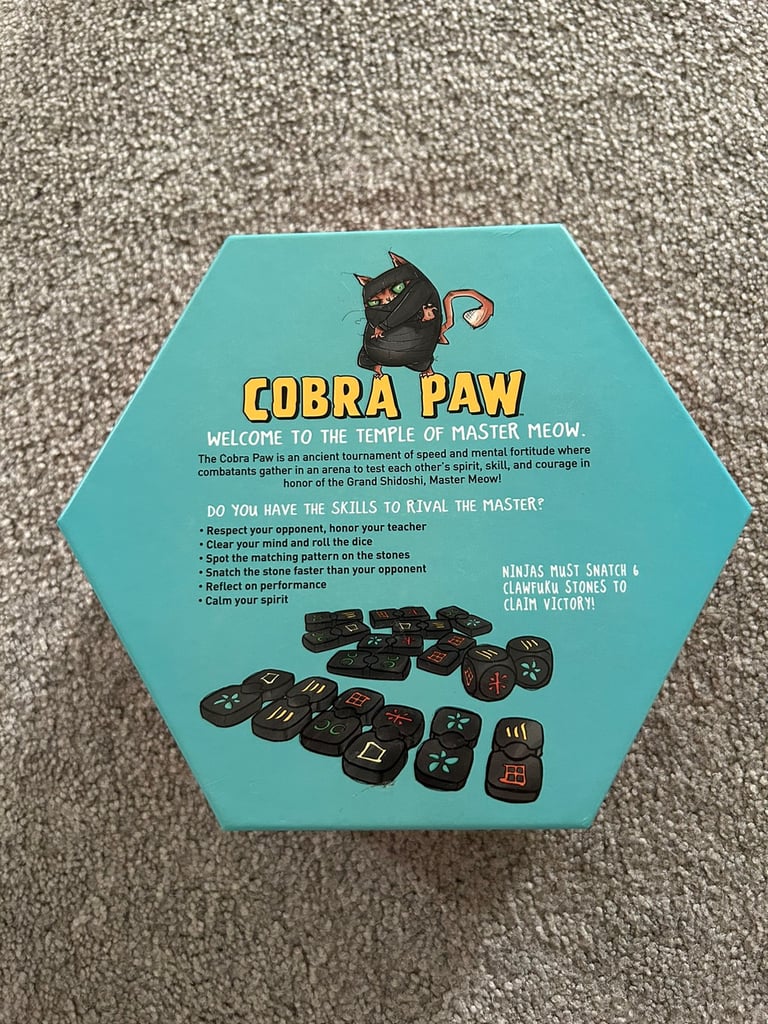 COBRA PAW
WELCOME TO THE TEMPLE OF MASTER MEOW.
The Cobra Paw is an ancient tournament of speed and mental fortitude where
combatants gather in an arena to test each other's spirit, skill, and courage in
honor of the Grand Shidoshi, Master Meow!
DO YOU HAVE THE SKILLS TO RIVAL THE MASTER?
• Respect your opponent, honor your teacher
• Clear your mind and roll the dice
• Spot the matching pattern on the stones
• Snatch the stone faster than your opponent
• Reflect on performance
• Calm your spirit
NINJAS MUST SNATCH 6
CLAWFUKU STONES TO
CLAIM VICTORY!